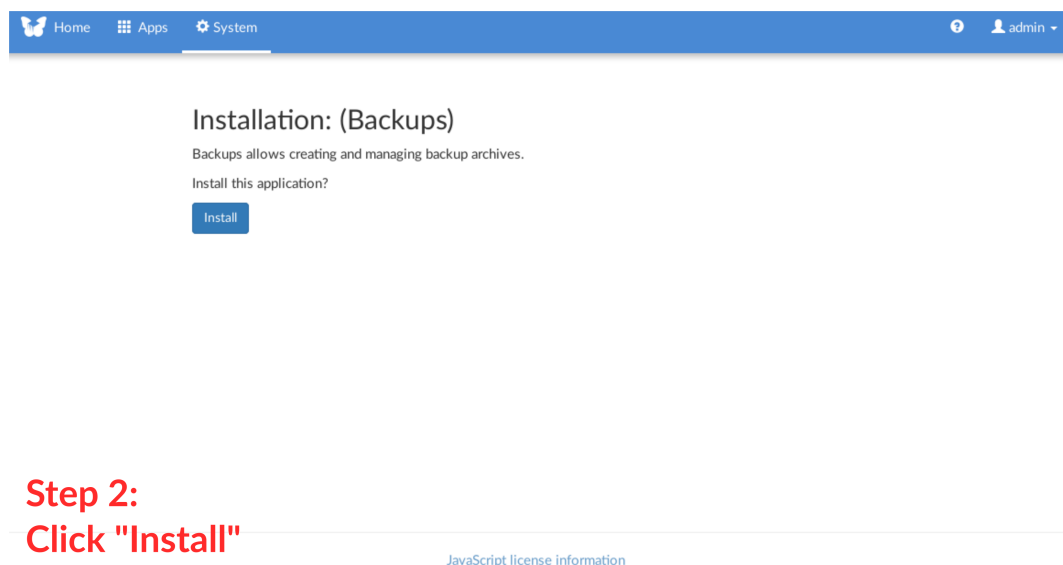 Home Apps System admin
Installation: (Backups)
Backups allows creating and managing backup archives.
Install this application?
Install
Step 2:
Click "Install"
JavaScript license information